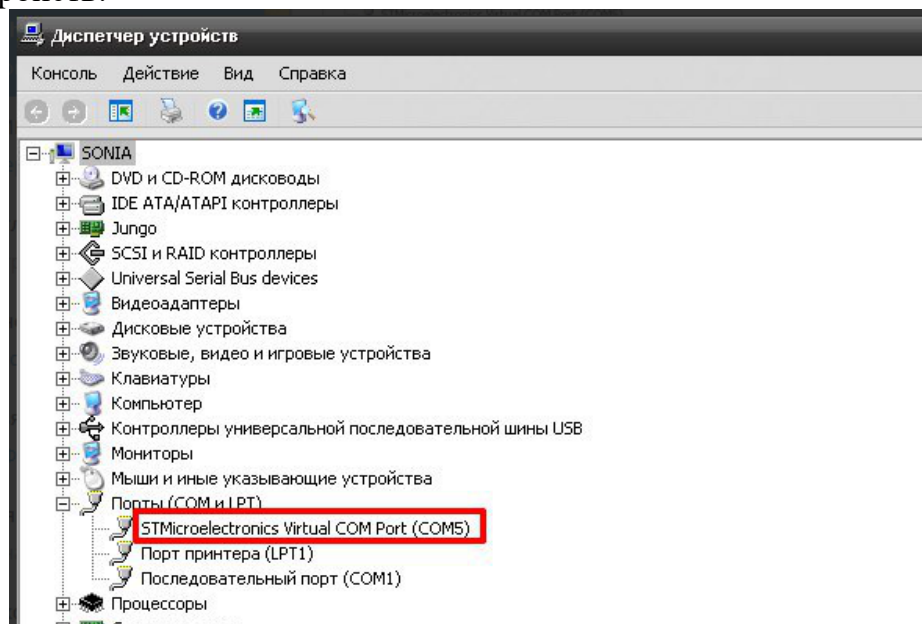 Диспетчер устройств
Консоль Действие Вид Справка
SONIA
DVD и CD-ROM дисководы
IDE ATA/ATAPI контроллеры
Jungo
SCSI и RAID контроллеры
Universal Serial Bus devices
Видеоадаптеры
Дисковые устройства
Звуковые, видео и игровые устройства
Клавиатуры
Компьютер
Контроллеры универсальной последовательной шины USB
Мониторы
Мыши и иные указывающие устройства
Порты (COM и LPT)
STMicroelectronics Virtual COM Port (COM5)
Порт принтера (LPT1)
Последовательный порт (COM1)
Процессоры